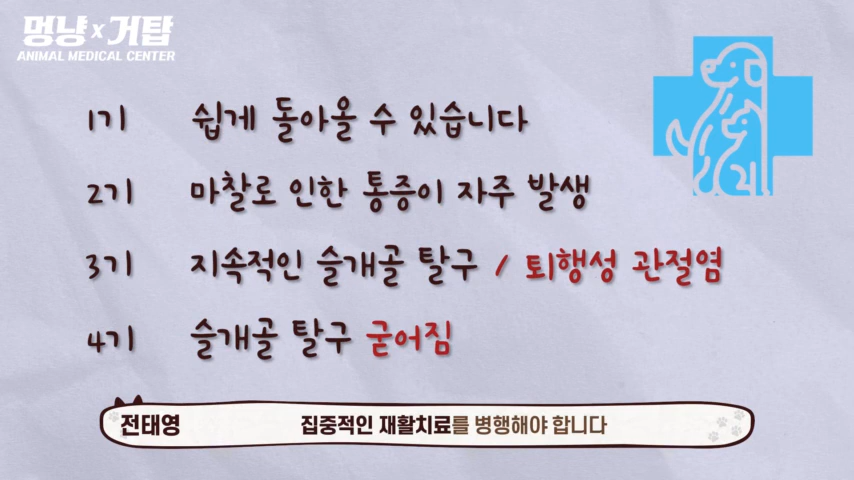 멍냥x거탑
ANIMAL MEDICAL CENTER
1기 쉽게 돌아올 수 있습니다
2기 마찰로 인한 통증이 자주 발생
3기 지속적인 슬개골 탈구 / 퇴행성 관절염
4기 슬개골 탈구 굳어짐
전태영 집중적인 재활치료를 병행해야 합니다